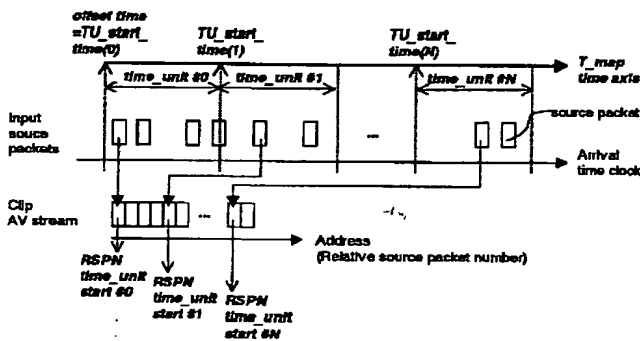 offset time
=TU_start_
time(0)
TU_start_
time(1)
TU_start_
time(N)
T_map
time axis
time_unit #0
time_unit #1
time_unit #N
Input
souce
packets
...
source packet
Arrival
time clock
Clip
AV stream
...
Address
(Relative source packet number)
RSPN
time_unit
start #0
RSPN
time_unit
start #1
RSPN
time_unit
start #N